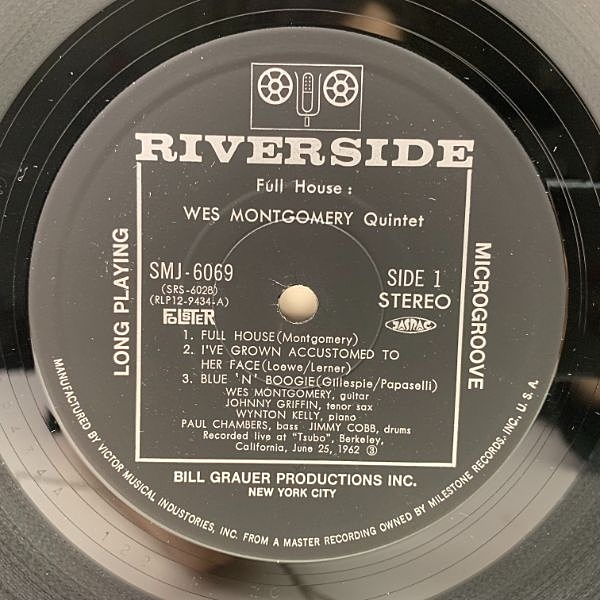 RIVERSIDE
Full House :
WES MONTGOMERY Quintet
LONG PLAYING
MICROGROOVE
SMJ-6069
(SRS-6028)
(RLP12-9434-A)
SIDE 1
STEREO
JASRAC
1. FULL HOUSE (Montgomery)
2. I'VE GROWN ACCUSTOMED TO
HER FACE (Loewe/Lerner)
3. BLUE 'N' BOOGIE (Gillespie/Papaselli)
WES MONTGOMERY, guitar
JOHNNY GRIFFIN, tenor sax
WYNTON KELLY, piano
PAUL CHAMBERS, bass JIMMY COBB, drums
Recorded live at "Tsubo", Berkeley,
California, June 25, 1962 ③
BILL GRAUER PRODUCTIONS INC.
NEW YORK CITY
MANUFACTURED BY VICTOR MUSICAL INDUSTRIES, INC. FROM A MASTER RECORDING OWNED BY MILESTONE RECORDS, INC., U.S.A.